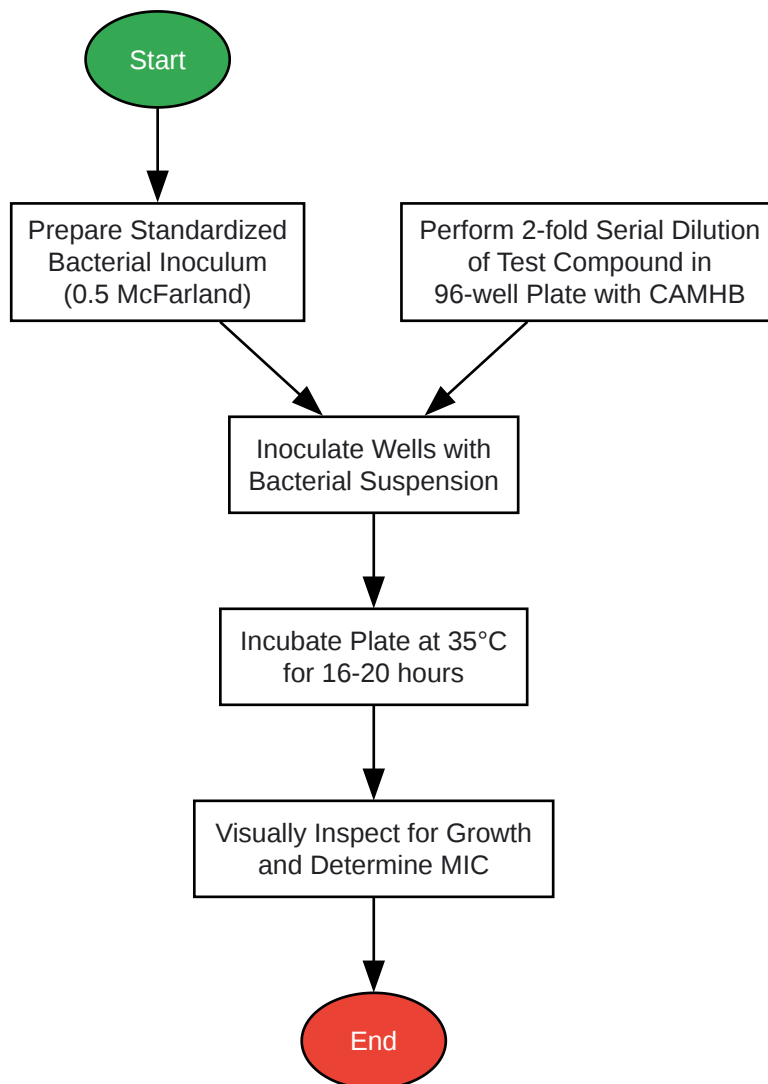 Start
Prepare Standardized
Bacterial Inoculum
(0.5 McFarland)
Perform 2-fold Serial Dilution
of Test Compound in
96-well Plate with CAMHB
Inoculate Wells with
Bacterial Suspension
Incubate Plate at 35°C
for 16-20 hours
Visually Inspect for Growth
and Determine MIC
End